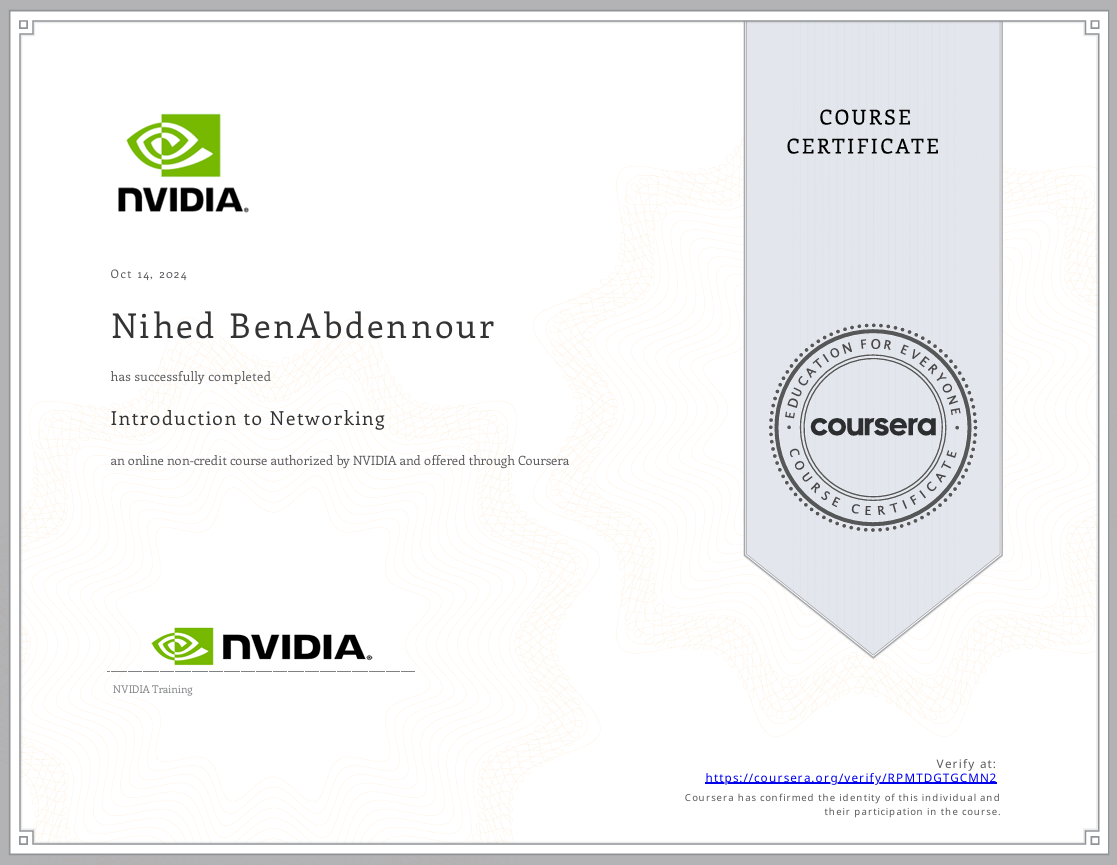 COURSE
CERTIFICATE
NVIDIA®
Oct 14, 2024
Nihed BenAbdennour
has successfully completed
Introduction to Networking
an online non-credit course authorized by NVIDIA and offered through Coursera
EDUCATION FOR EVERYONE
coursera
COURSE CERTIFICATE
NVIDIA®
NVIDIA Training
Verify at:
https://coursera.org/verify/RPMTDGTGCMN2
Coursera has confirmed the identity of this individual and
their participation in the course.